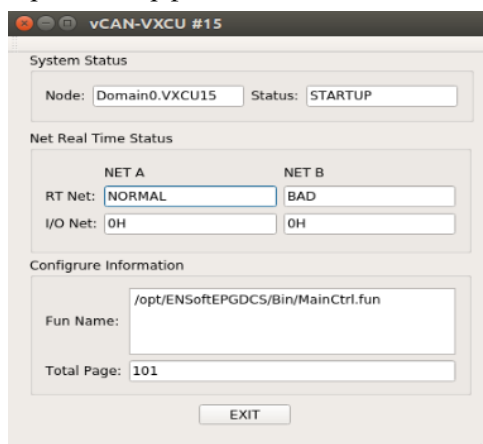 vCAN-VXCU #15
System Status
Node: Domain0.VXCU15 Status: STARTUP
Net Real Time Status
NET A NET B
RT Net: NORMAL BAD
I/O Net: 0H 0H
Configrure Information
/opt/ENSoftEPGDCS/Bin/MainCtrl.fun
Fun Name:
Total Page: 101
EXIT